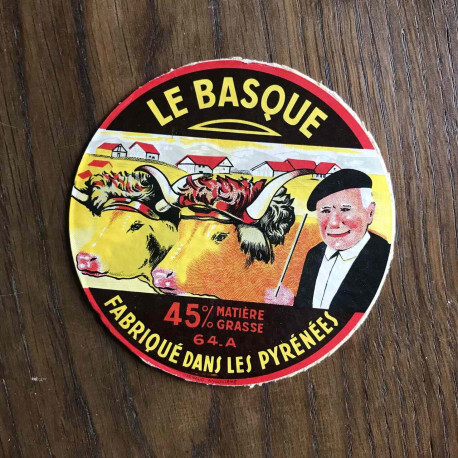 LE BASQUE
45% MATIÈRE
GRASSE
64.A
FABRIQUÉ DANS LES PYRÉNÉES